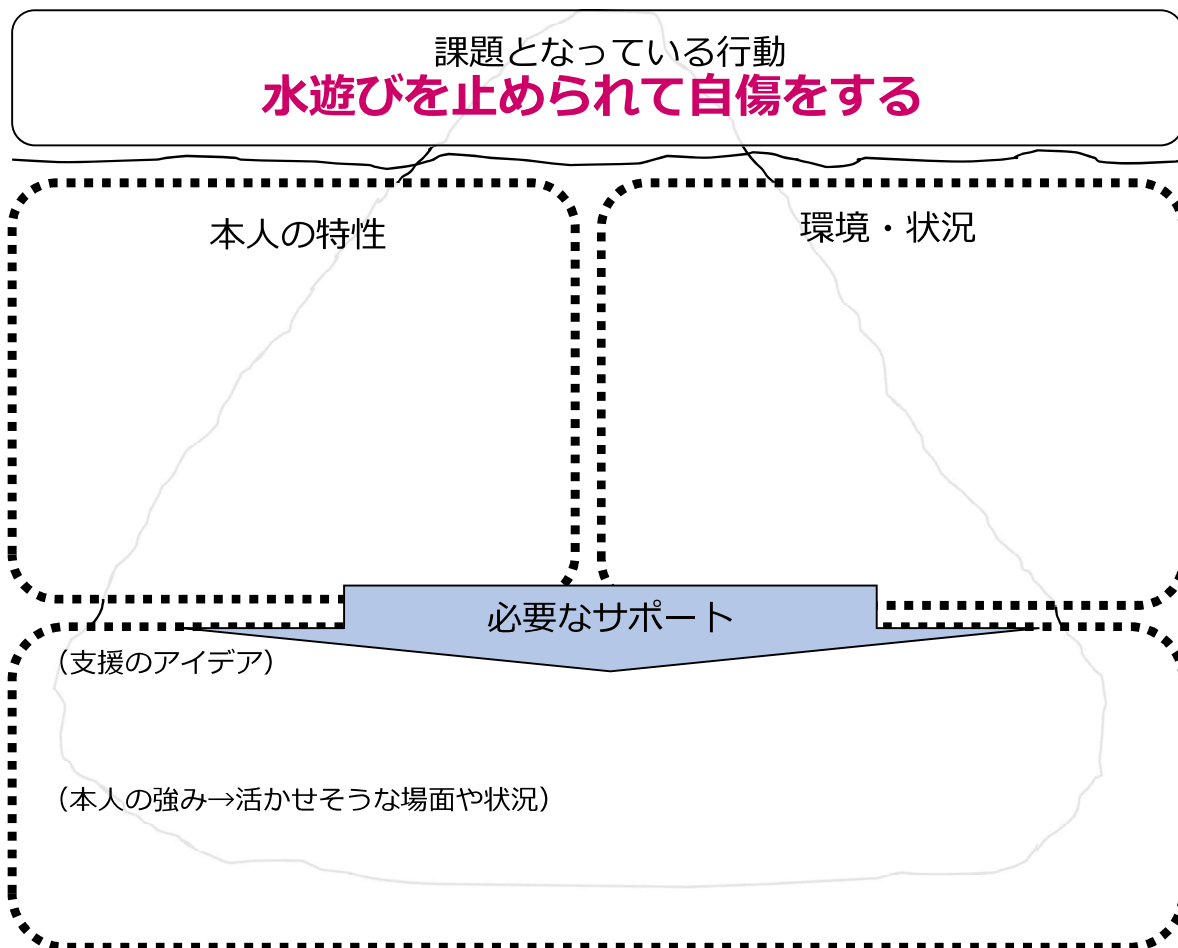 課題となっている行動
水遊びを止められて自傷をする
本人の特性
環境・状況
必要なサポート
（支援のアイデア）
（本人の強み→活かせそうな場面や状況）